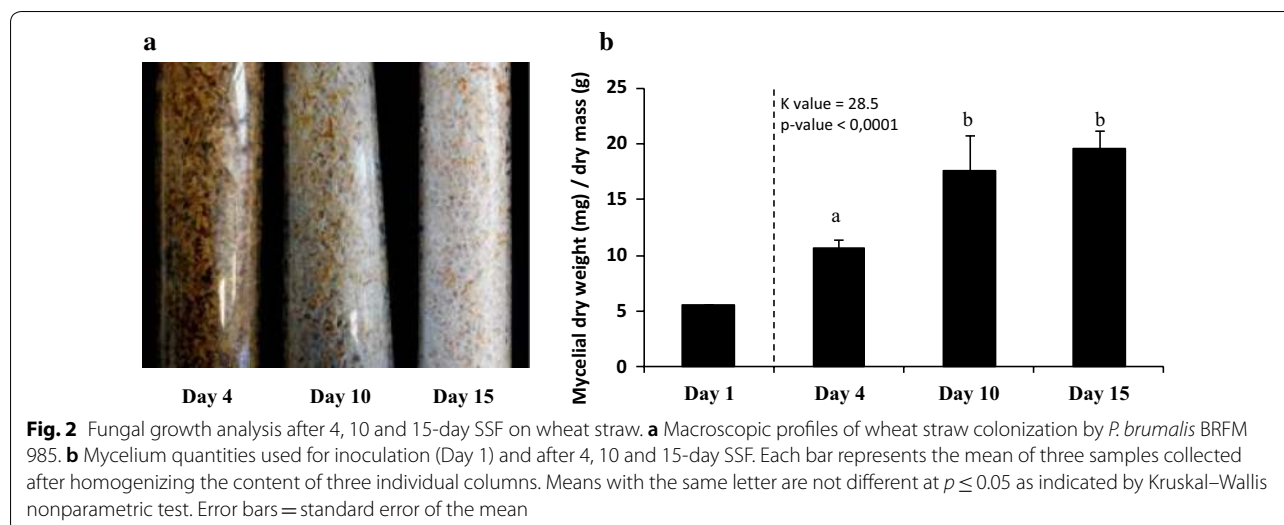 a
Day 4 Day 10 Day 15
b
Mycelial dry weight (mg) / dry mass (g)
25
20
15
10
5
0
K value = 28.5
p-value < 0,0001
a
b
b
Day 1 Day 4 Day 10 Day 15
Fig. 2 Fungal growth analysis after 4, 10 and 15-day SSF on wheat straw. a Macroscopic profiles of wheat straw colonization by P. brumalis BRFM
985. b Mycelium quantities used for inoculation (Day 1) and after 4, 10 and 15-day SSF. Each bar represents the mean of three samples collected
after homogenizing the content of three individual columns. Means with the same letter are not different at p ≤ 0.05 as indicated by Kruskal–Wallis
nonparametric test. Error bars = standard error of the mean